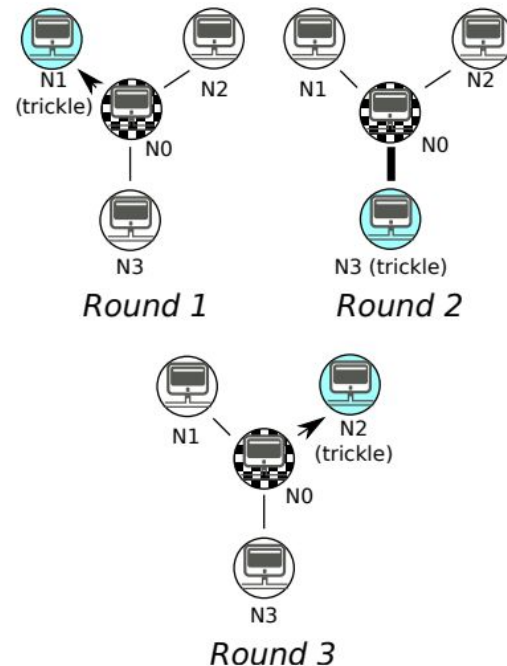 N1
(trickle)
N2
N0
N3
Round 1
N1
N2
N0
N3 (trickle)
Round 2
N1
N2
(trickle)
N0
N3
Round 3